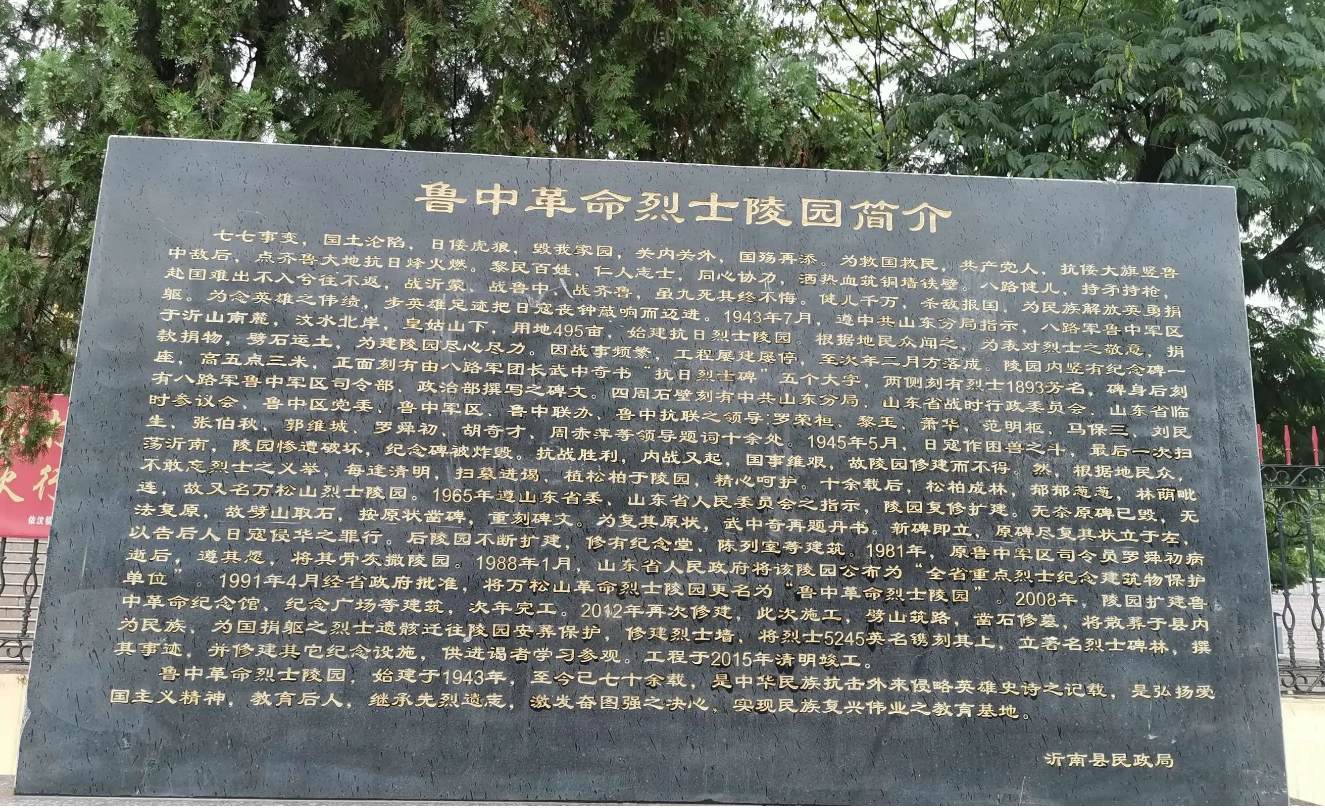 鲁中革命烈士陵园简介
七七事变，国土沦陷，日倭虎狼，毁我家园，关内关外，国殇再添。为救国救民，共产党人，抗倭大旗竖鲁
中敌后，点齐鲁大地抗日烽火燃。黎民百姓，仁人志士，同心协力，洒热血筑铜墙铁壁。八路健儿，持矛持枪，
赴国难出不入兮往不返，战沂蒙、战鲁中、战齐鲁，虽九死其终不悔。健儿千万，杀敌报国，为民族解放英勇捐
躯。为念英雄之伟绩，步英雄足迹把日寇丧钟敲响而迈进。1943年7月，遵中共山东分局指示，八路军鲁中军区
于沂山南麓，汶水北岸，皇姑山下，用地495亩，始建抗日烈士陵园。根据地民众闻之，为表对烈士之敬意，捐
款捐物，劈石运土，为建陵园尽心尽力。因战事频繁，工程屡建屡停，至次年二月方落成。陵园内竖有纪念碑一
座，高五点三米，正面刻有由八路军团长武中奇书“抗日烈士碑”五个大字，两侧刻有烈士1893芳名，碑身后刻
有八路军鲁中军区司令部，政治部撰写之碑文。四周石壁刻有中共山东分局、山东省战时行政委员会、山东省临
时参议会、鲁中区党委、鲁中军区、鲁中联办、鲁中抗联之领导:罗荣桓、黎玉、萧华、范明枢、马保三、刘民
生、张伯秋、郭维城、罗舜初、胡奇才、周赤萍等领导题词十余处。1945年5月，日寇作困兽之斗，最后一次扫
荡沂南，陵园惨遭破坏，纪念碑被炸毁。抗战胜利，内战又起，国事维艰，故陵园修建而不得。然，根据地民众，
不敢忘烈士之义举，每逢清明，扫墓进谒，植松柏于陵园，精心呵护。十余载后，松柏成林，郁郁葱葱，林荫毗
连，故又名万松山烈士陵园。1965年遵山东省委、山东省人民委员会之指示，陵园复修扩建。无奈原碑已毁，无
法复原，故劈山取石，按原状凿碑，重刻碑文。为复其原状，武中奇再题丹书。新碑即立，原碑尽复其状立于左，
以告后人日寇侵华之罪行。后陵园不断扩建，修有纪念堂，陈列室等建筑。1981年，原鲁中军区司令员罗舜初病
逝后，遵其愿，将其骨灰撒陵园。1988年1月，山东省人民政府将该陵园公布为“全省重点烈士纪念建筑物保护
单位”。1991年4月经省政府批准，将万松山革命烈士陵园更名为“鲁中革命烈士陵园”。2008年，陵园扩建鲁
中革命纪念馆、纪念广场等建筑，次年完工。2012年再次修建，此次施工，劈山筑路，凿石修墓，将散葬于县内
为民族、为国捐躯之烈士遗骸迁往陵园安葬保护，修建烈士墙，将烈士5245英名镌刻其上，立著名烈士碑林，撰
其事迹，并修建其它纪念设施，供进谒者学习参观。工程于2015年清明竣工。
鲁中革命烈士陵园，始建于1943年，至今已七十余载，是中华民族抗击外来侵略英雄史诗之记载，是弘扬爱
国主义精神，教育后人，继承先烈遗志，激发奋图强之决心，实现民族复兴伟业之教育基地。
沂南县民政局